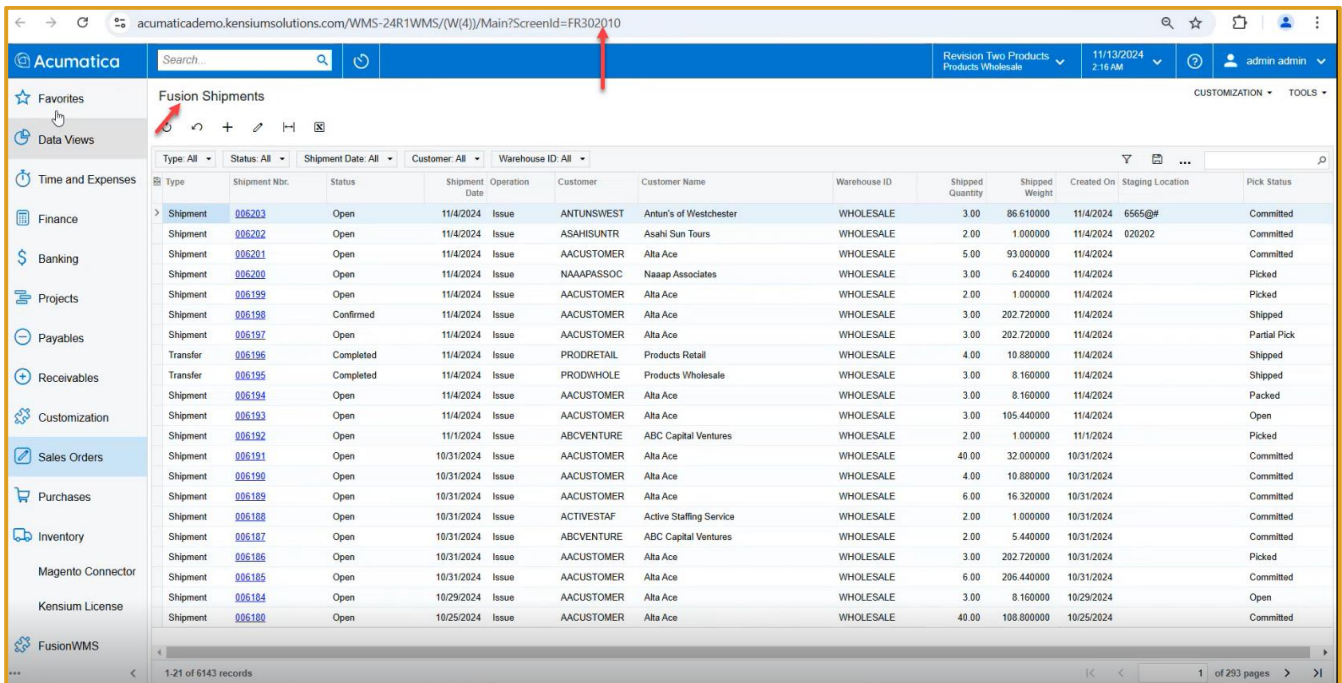 acumaticademo.kensiumsolutions.com/WMS-24R1WMS/(W(4))/Main?ScreenId=FR302010
Acumatica
Search...
Revision Two Products
Products Wholesale
11/13/2024
2:16 AM
admin admin
Favorites
Data Views
Time and Expenses
Finance
Banking
Projects
Payables
Receivables
Customization
Sales Orders
Purchases
Inventory
Magento Connector
Kensium License
FusionWMS
Fusion Shipments
CUSTOMIZATION TOOLS
Type: All Status: All Shipment Date: All Customer: All Warehouse ID: All
Type Shipment Nbr. Status Shipment Date Operation Customer Customer Name Warehouse ID Shipped Quantity Shipped Weight Created On Staging Location Pick Status
Shipment 006203 Open 11/4/2024 Issue ANTUNSWEST Antun's of Westchester WHOLESALE 3.00 86.610000 11/4/2024 6565@# Committed
Shipment 006202 Open 11/4/2024 Issue ASAHISUNTR Asahi Sun Tours WHOLESALE 2.00 1.000000 11/4/2024 020202 Committed
Shipment 006201 Open 11/4/2024 Issue AACUSTOMER Alta Ace WHOLESALE 5.00 93.000000 11/4/2024 Committed
Shipment 006200 Open 11/4/2024 Issue NAAAPASSOC Naaap Associates WHOLESALE 3.00 6.240000 11/4/2024 Picked
Shipment 006199 Open 11/4/2024 Issue AACUSTOMER Alta Ace WHOLESALE 2.00 1.000000 11/4/2024 Picked
Shipment 006198 Confirmed 11/4/2024 Issue AACUSTOMER Alta Ace WHOLESALE 3.00 202.720000 11/4/2024 Shipped
Shipment 006197 Open 11/4/2024 Issue AACUSTOMER Alta Ace WHOLESALE 3.00 202.720000 11/4/2024 Partial Pick
Transfer 006196 Completed 11/4/2024 Issue PRODRETAIL Products Retail WHOLESALE 4.00 10.880000 11/4/2024 Shipped
Transfer 006195 Completed 11/4/2024 Issue PRODWHOLE Products Wholesale WHOLESALE 3.00 8.160000 11/4/2024 Shipped
Shipment 006194 Open 11/4/2024 Issue AACUSTOMER Alta Ace WHOLESALE 3.00 8.160000 11/4/2024 Packed
Shipment 006193 Open 11/4/2024 Issue AACUSTOMER Alta Ace WHOLESALE 3.00 105.440000 11/4/2024 Open
Shipment 006192 Open 11/1/2024 Issue ABCVENTURE ABC Capital Ventures WHOLESALE 2.00 1.000000 11/1/2024 Picked
Shipment 006191 Open 10/31/2024 Issue AACUSTOMER Alta Ace WHOLESALE 40.00 32.000000 10/31/2024 Committed
Shipment 006190 Open 10/31/2024 Issue AACUSTOMER Alta Ace WHOLESALE 4.00 10.880000 10/31/2024 Committed
Shipment 006189 Open 10/31/2024 Issue AACUSTOMER Alta Ace WHOLESALE 6.00 16.320000 10/31/2024 Committed
Shipment 006188 Open 10/31/2024 Issue ACTIVESTAF Active Staffing Service WHOLESALE 2.00 1.000000 10/31/2024 Committed
Shipment 006187 Open 10/31/2024 Issue ABCVENTURE ABC Capital Ventures WHOLESALE 2.00 5.440000 10/31/2024 Committed
Shipment 006186 Open 10/31/2024 Issue AACUSTOMER Alta Ace WHOLESALE 3.00 202.720000 10/31/2024 Picked
Shipment 006185 Open 10/31/2024 Issue AACUSTOMER Alta Ace WHOLESALE 6.00 206.440000 10/31/2024 Committed
Shipment 006184 Open 10/29/2024 Issue AACUSTOMER Alta Ace WHOLESALE 3.00 8.160000 10/29/2024 Open
Shipment 006180 Open 10/25/2024 Issue AACUSTOMER Alta Ace WHOLESALE 40.00 108.800000 10/25/2024 Committed
1-21 of 6143 records
1 of 293 pages